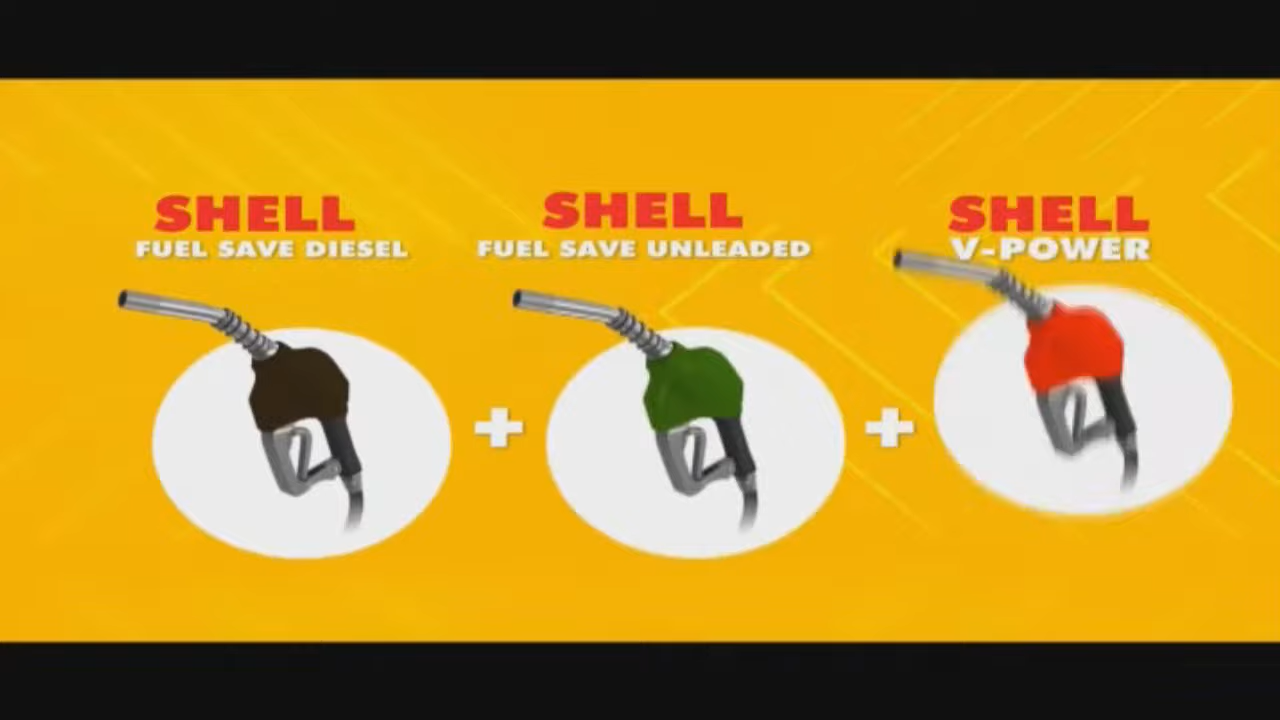 SHELL
FUEL SAVE DIESEL
SHELL
FUEL SAVE UNLEADED
SHELL
V-POWER